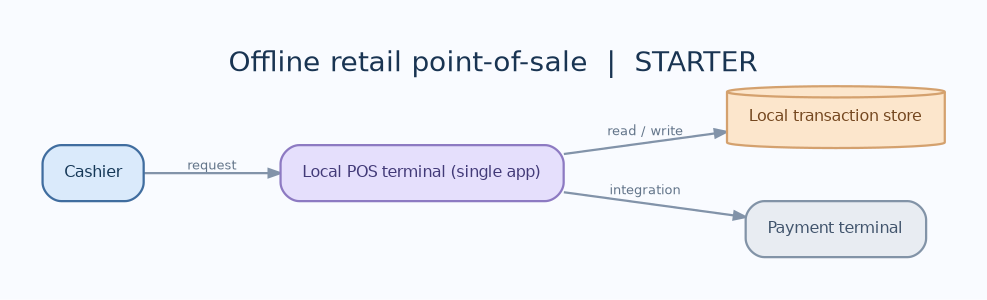 Offline retail point-of-sale | STARTER
Local transaction store
read / write
Cashier
request
Local POS terminal (single app)
integration
Payment terminal